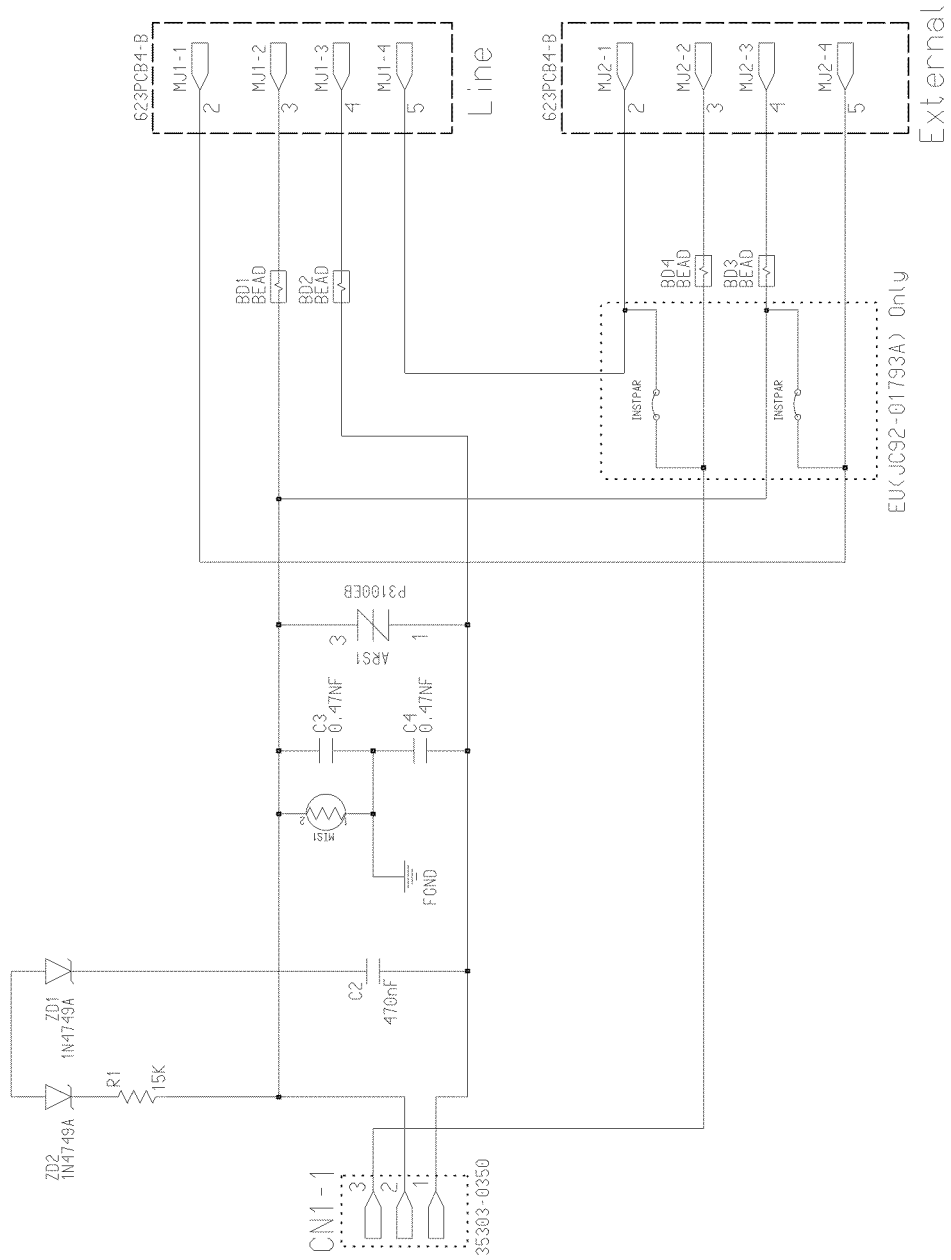 623PCB4-B
MJ1-1
2
MJ1-2
3
MJ1-3
4
MJ1-4
5
Line
623PCB4-B
MJ2-1
2
MJ2-2
3
MJ2-3
4
MJ2-4
5
External
BD1
BEAD
BD2
BEAD
BD4
BEAD
BD3
BEAD
INSTPAR
INSTPAR
EU(JC92-01793A) Only
P3100EB
3
1
ARS1
C3
0.47NF
C4
0.47NF
2
1
MIS1
FGND
ZD1
1N4749A
C2
470nF
R1
15K
ZD2
1N4749A
CN1-1
3
2
1
35303-0350